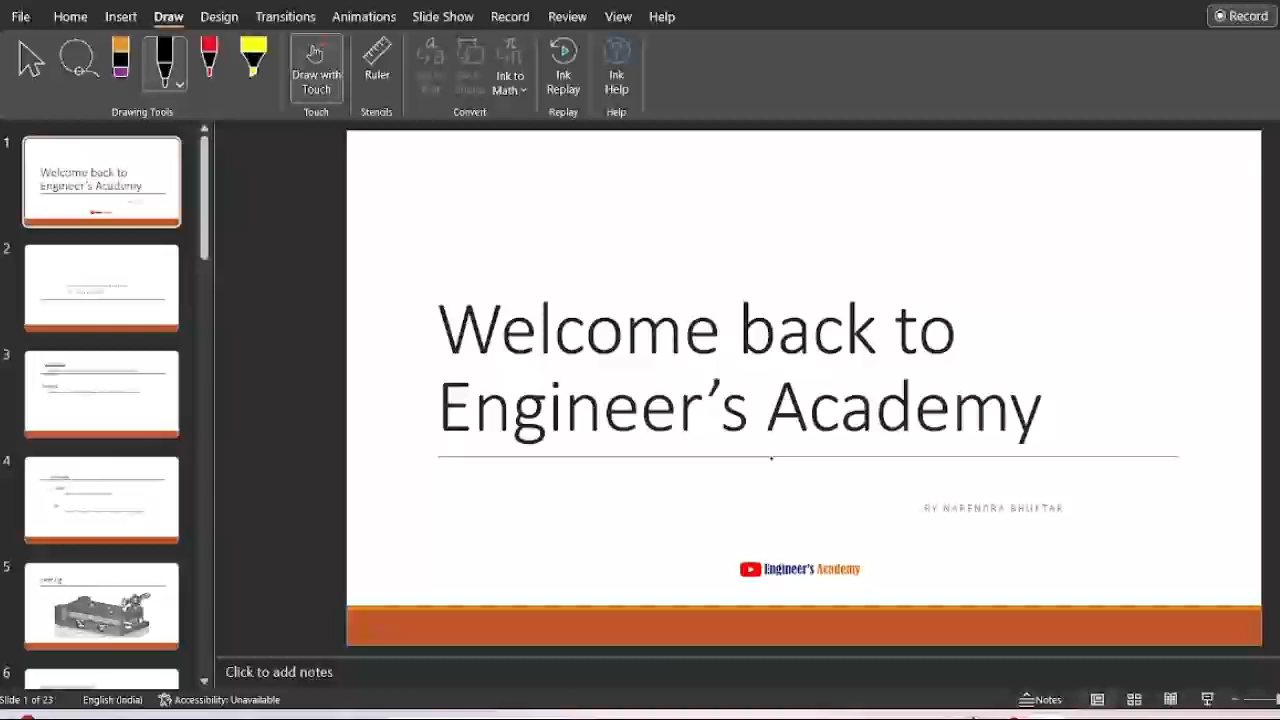 File Home Insert Draw Design Transitions Animations Slide Show Record Review View Help Record
Draw with Touch
Ruler
Ink to Math
Ink Replay
Ink Help
Drawing Tools Touch Stencils Convert Replay Help
1
Welcome back to
Engineer's Academy
2
3
4
5
6
Welcome back to
Engineer’s Academy
BY NARENDRA BHUKTAR
Engineer's Academy
Click to add notes
Slide 1 of 23 English (India) Accessibility: Unavailable Notes